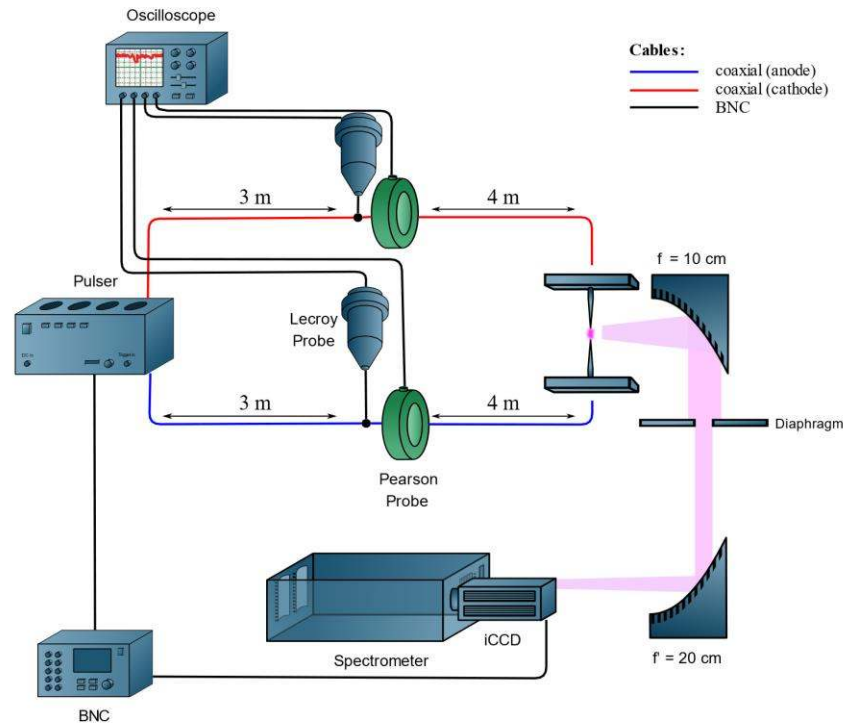 Oscilloscope
Cables:
coaxial (anode)
coaxial (cathode)
BNC
3 m
4 m
f = 10 cm
Pulser
Lecroy
Probe
3 m
4 m
Diaphragm
Pearson
Probe
iCCD
Spectrometer
f' = 20 cm
BNC